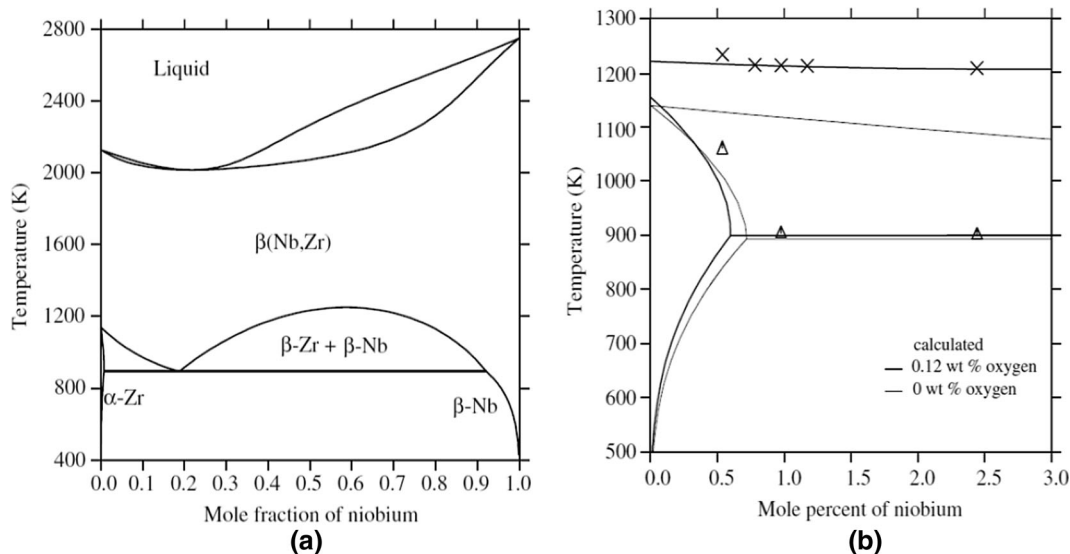 2800
2400
2000
1600
1200
800
400
Temperature (K)
Liquid
β(Nb,Zr)
β-Zr + β-Nb
α-Zr
β-Nb
0.0 0.1 0.2 0.3 0.4 0.5 0.6 0.7 0.8 0.9 1.0
Mole fraction of niobium
(a)
1300
1200
1100
1000
900
800
700
600
500
Temperature (K)
calculated
0.12 wt % oxygen
0 wt % oxygen
0.0 0.5 1.0 1.5 2.0 2.5 3.0
Mole percent of niobium
(b)